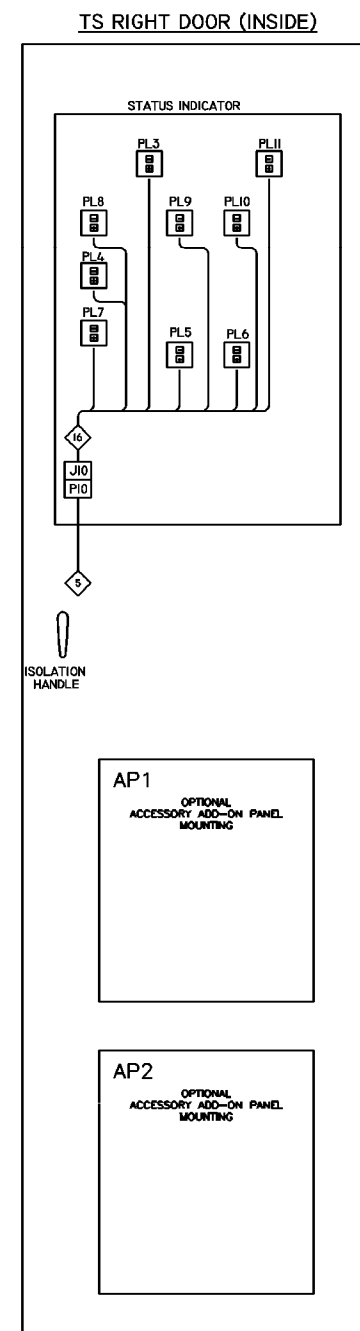 TS RIGHT DOOR (INSIDE)
STATUS INDICATOR
PL3
PL11
PL8
PL9
PL10
PL4
PL7
PL5
PL6
16
J10
P10
5
ISOLATION
HANDLE
AP1
OPTIONAL
ACCESSORY ADD-ON PANEL
MOUNTING
AP2
OPTIONAL
ACCESSORY ADD-ON PANEL
MOUNTING